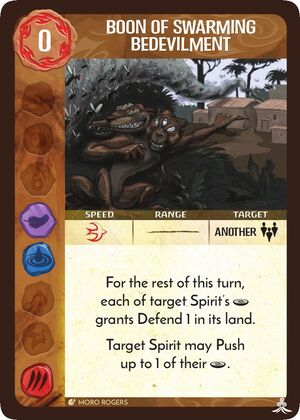 0
BOON OF SWARMING
BEDEVILMENT
SPEED
RANGE
TARGET
ANOTHER
For the rest of this turn,
each of target Spirit's
grants Defend 1 in its land.
Target Spirit may Push
up to 1 of their .
MORO ROGERS